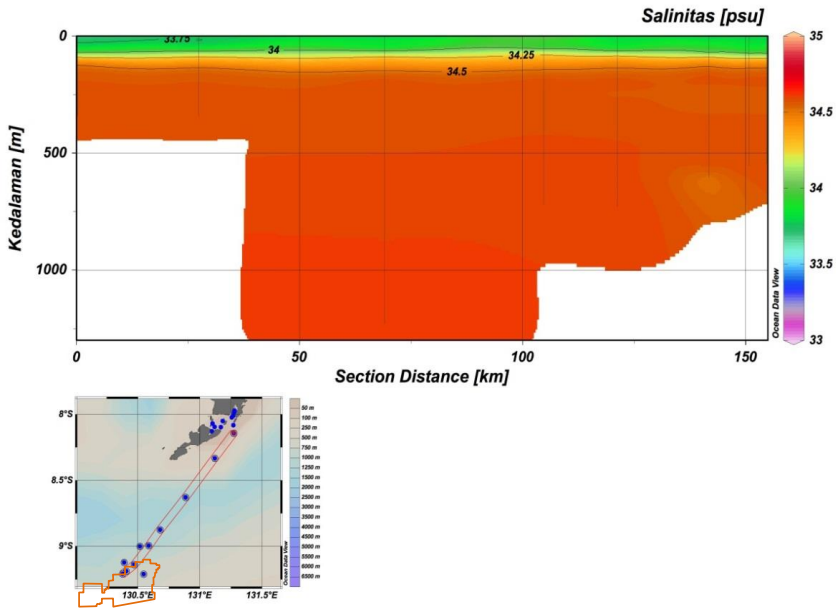 Salinitas [psu]
0
500
1000
Kedalaman [m]
33.75
34
34.25
34.5
0
50
100
150
Section Distance [km]
Ocean Data View
35
34.5
34
33.5
33
8°S
8.5°S
9°S
130.5°E
131°E
131.5°E
50 m
100 m
250 m
500 m
750 m
1000 m
1250 m
1500 m
2000 m
2500 m
3000 m
3500 m
4000 m
4500 m
5000 m
5500 m
6000 m
6500 m
Ocean Data View